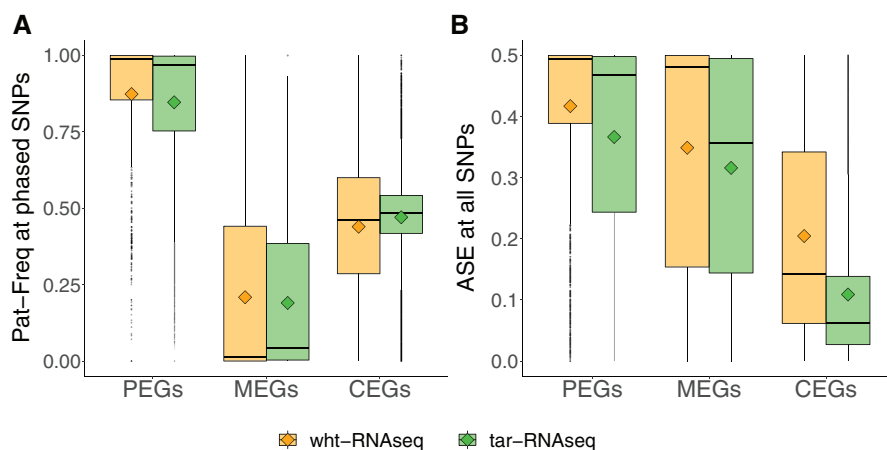 A
B
Pat-Freq at phased SNPs
1.00
0.75
0.50
0.25
0.00
PEGs
MEGs
CEGs
ASE at all SNPs
0.5
0.4
0.3
0.2
0.1
0.0
PEGs
MEGs
CEGs
wht-RNAseq
tar-RNAseq